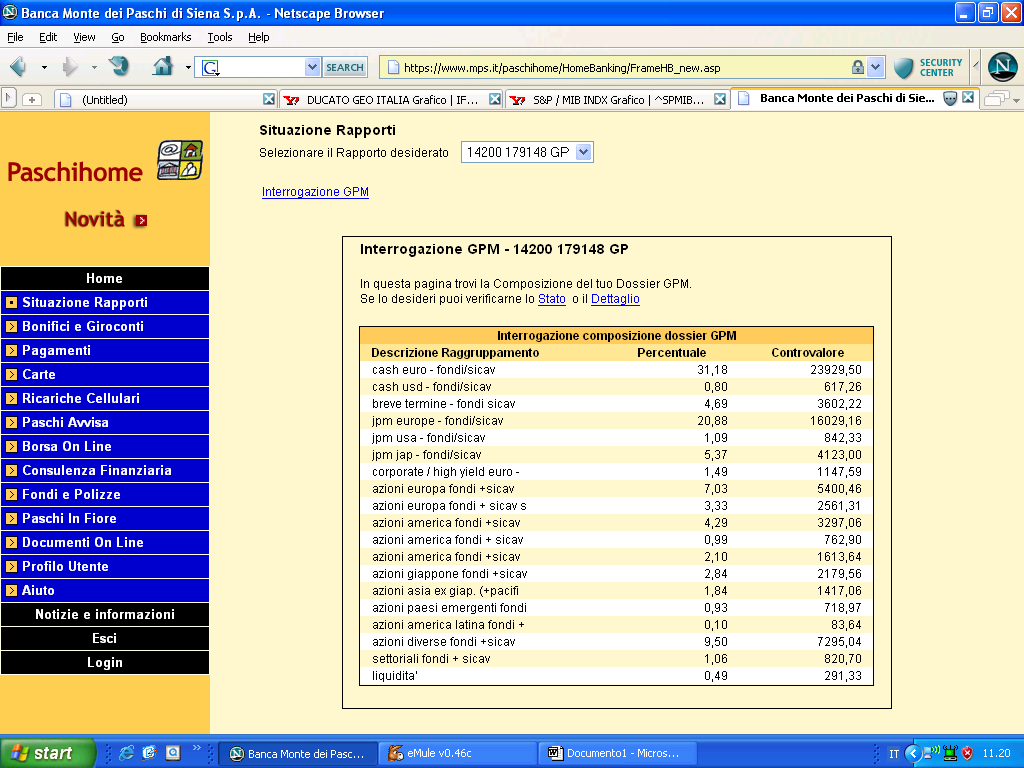 Banca Monte dei Paschi di Siena S.p.A. - Netscape Browser
File Edit View Go Bookmarks Tools Help
SEARCH https://www.mps.it/paschihome/HomeBanking/FrameHB_new.asp SECURITY CENTER
(Untitled) DUCATO GEO ITALIA Grafico | IF... S&P / MIB INDX Grafico | ^SPMIB... Banca Monte dei Paschi di Sie...
Paschihome
Novità
Home
Situazione Rapporti
Bonifici e Giroconti
Pagamenti
Carte
Ricariche Cellulari
Paschi Avvisa
Borsa On Line
Consulenza Finanziaria
Fondi e Polizze
Paschi In Fiore
Documenti On Line
Profilo Utente
Aiuto
Notizie e informazioni
Esci
Login
Situazione Rapporti
Selezionare il Rapporto desiderato 14200 179148 GP
Interrogazione GPM
Interrogazione GPM - 14200 179148 GP
In questa pagina trovi la Composizione del tuo Dossier GPM.
Se lo desideri puoi verificarne lo Stato o il Dettaglio
Interrogazione composizione dossier GPM
Descrizione Raggruppamento Percentuale Controvalore
cash euro - fondi/sicav 31,18 23929,50
cash usd - fondi/sicav 0,80 617,26
breve termine - fondi sicav 4,69 3602,22
jpm europe - fondi/sicav 20,88 16029,16
jpm usa - fondi/sicav 1,09 842,33
jpm jap - fondi/sicav 5,37 4123,00
corporate / high yield euro - 1,49 1147,59
azioni europa fondi +sicav 7,03 5400,46
azioni europa fondi + sicav s 3,33 2561,31
azioni america fondi +sicav 4,29 3297,06
azioni america fondi + sicav 0,99 762,90
azioni america fondi +sicav 2,10 1613,64
azioni giappone fondi +sicav 2,84 2179,56
azioni asia ex giap. (+pacifi 1,84 1417,06
azioni paesi emergenti fondi 0,93 718,97
azioni america latina fondi + 0,10 83,64
azioni diverse fondi +sicav 9,50 7295,04
settoriali fondi + sicav 1,06 820,70
liquidita' 0,49 291,33
start Banca Monte dei Pasc... eMule v0.46c Documento1 - Micros... IT 11.20